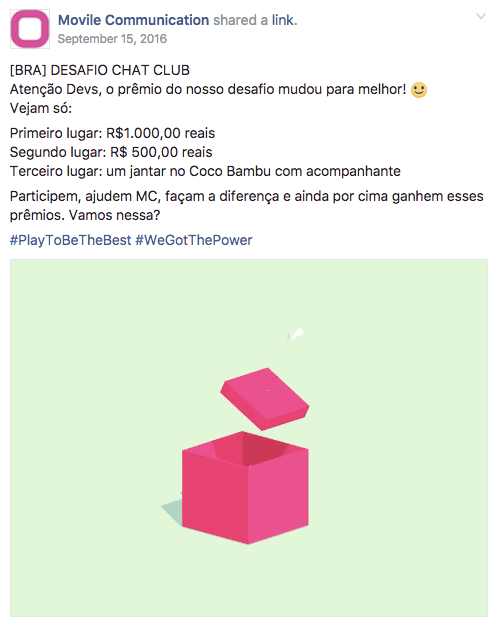 Movile Communication shared a link.
September 15, 2016
[BRA] DESAFIO CHAT CLUB
Atenção Devs, o prêmio do nosso desafio mudou para melhor! 🙂
Vejam só:
Primeiro lugar: R$1.000,00 reais
Segundo lugar: R$ 500,00 reais
Terceiro lugar: um jantar no Coco Bambu com acompanhante
Participem, ajudem MC, façam a diferença e ainda por cima ganhem esses
prêmios. Vamos nessa?
#PlayToBeTheBest #WeGotThePower